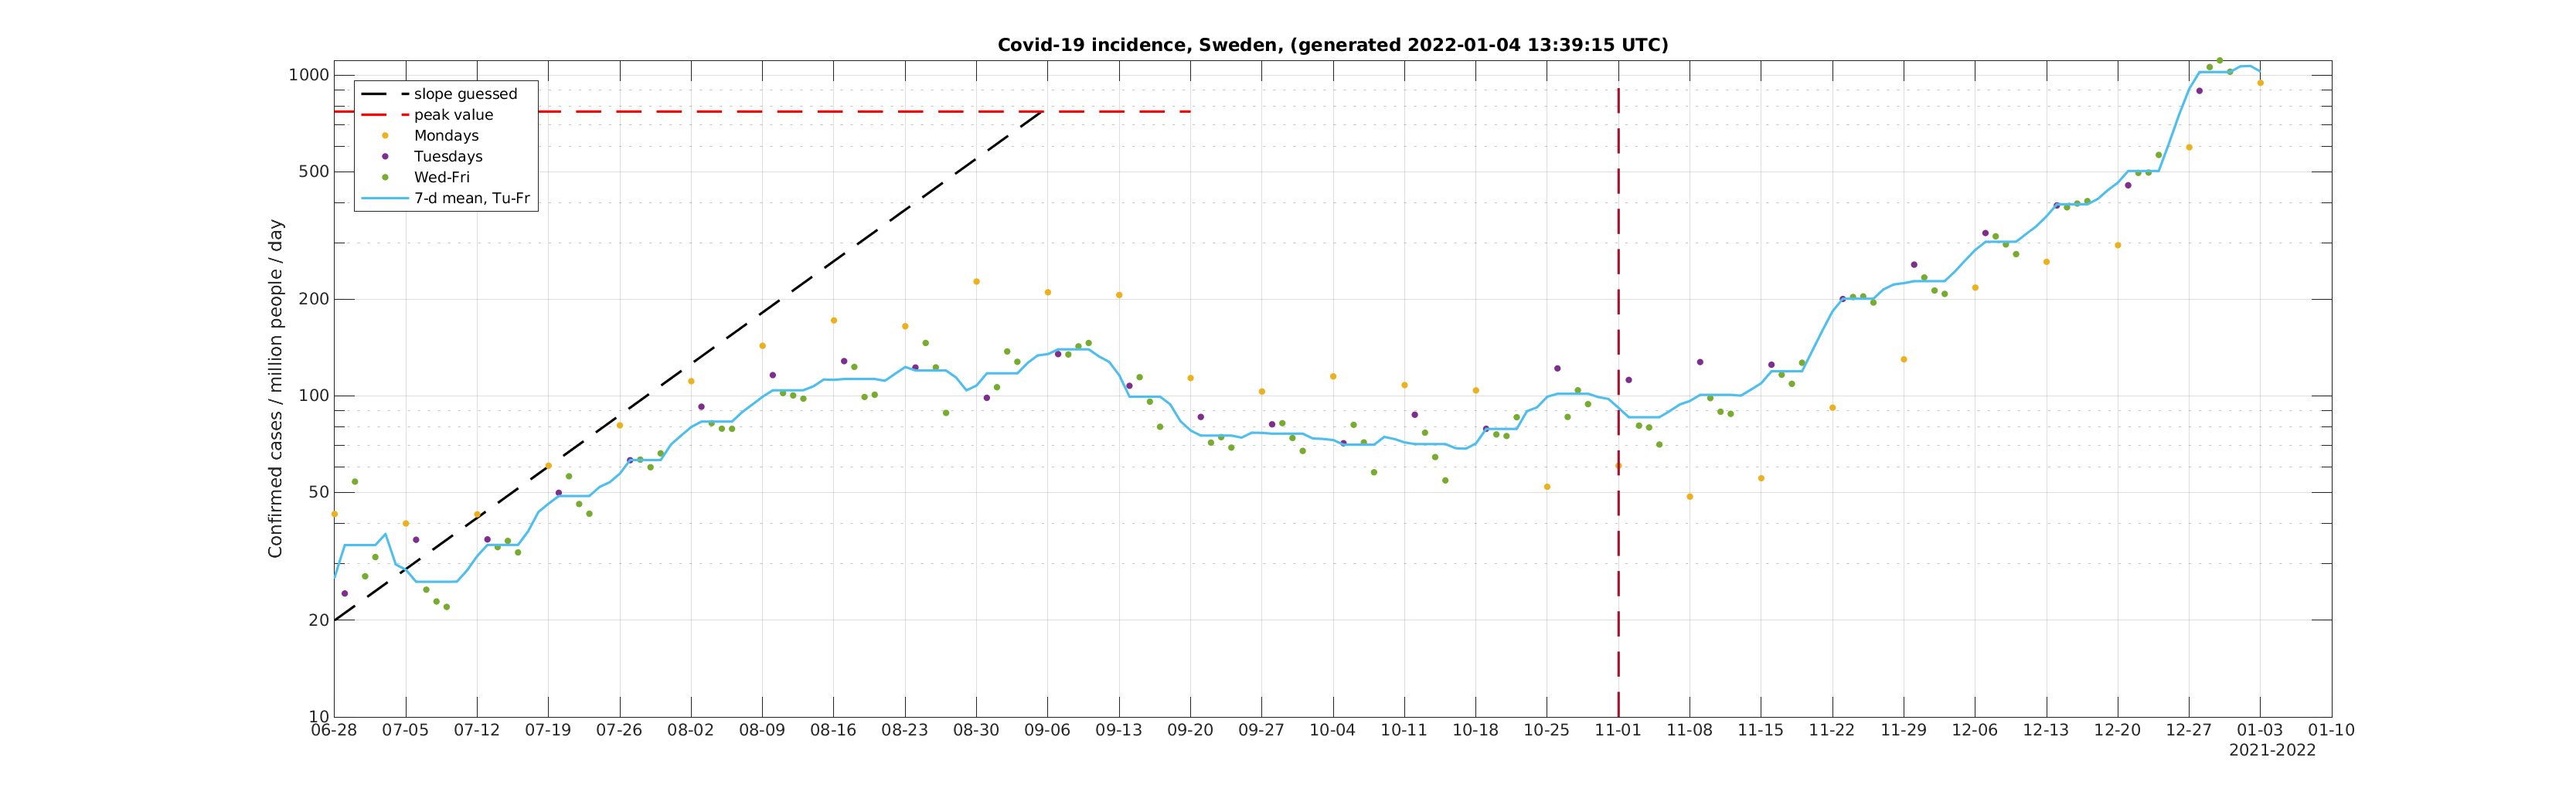 Covid-19 incidence, Sweden, (generated 2022-01-04 13:39:15 UTC)
Confirmed cases / million people / day
1000
500
200
100
50
20
10
slope guessed
peak value
Mondays
Tuesdays
Wed-Fri
7-d mean, Tu-Fr
06-28 07-05 07-12 07-19 07-26 08-02 08-09 08-16 08-23 08-30 09-06 09-13 09-20 09-27 10-04 10-11 10-18 10-25 11-01 11-08 11-15 11-22 11-29 12-06 12-13 12-20 12-27 01-03 01-10
2021-2022